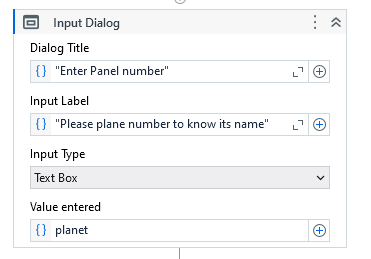 Input Dialog
Dialog Title
{} "Enter Panel number"
Input Label
{} "Please plane number to know its name"
Input Type
Text Box
Value entered
{} planet